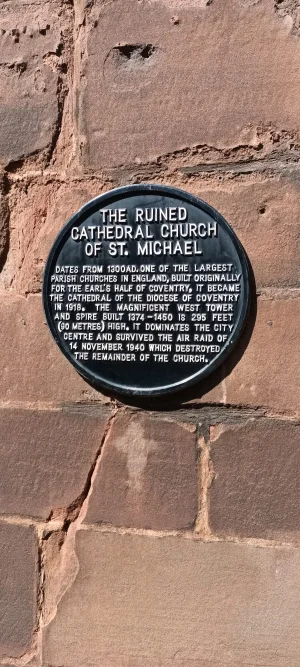 THE RUINED
CATHEDRAL CHURCH
OF ST. MICHAEL
DATES FROM 1300AD. ONE OF THE LARGEST
PARISH CHURCHES IN ENGLAND, BUILT ORIGINALLY
FOR THE EARL'S HALF OF COVENTRY, IT BECAME
THE CATHEDRAL OF THE DIOCESE OF COVENTRY
IN 1918. THE MAGNIFICENT WEST TOWER
AND SPIRE BUILT 1374-1450 IS 295 FEET
(90 METRES) HIGH. IT DOMINATES THE CITY
CENTRE AND SURVIVED THE AIR RAID OF
14 NOVEMBER 1940 WHICH DESTROYED
THE REMAINDER OF THE CHURCH.